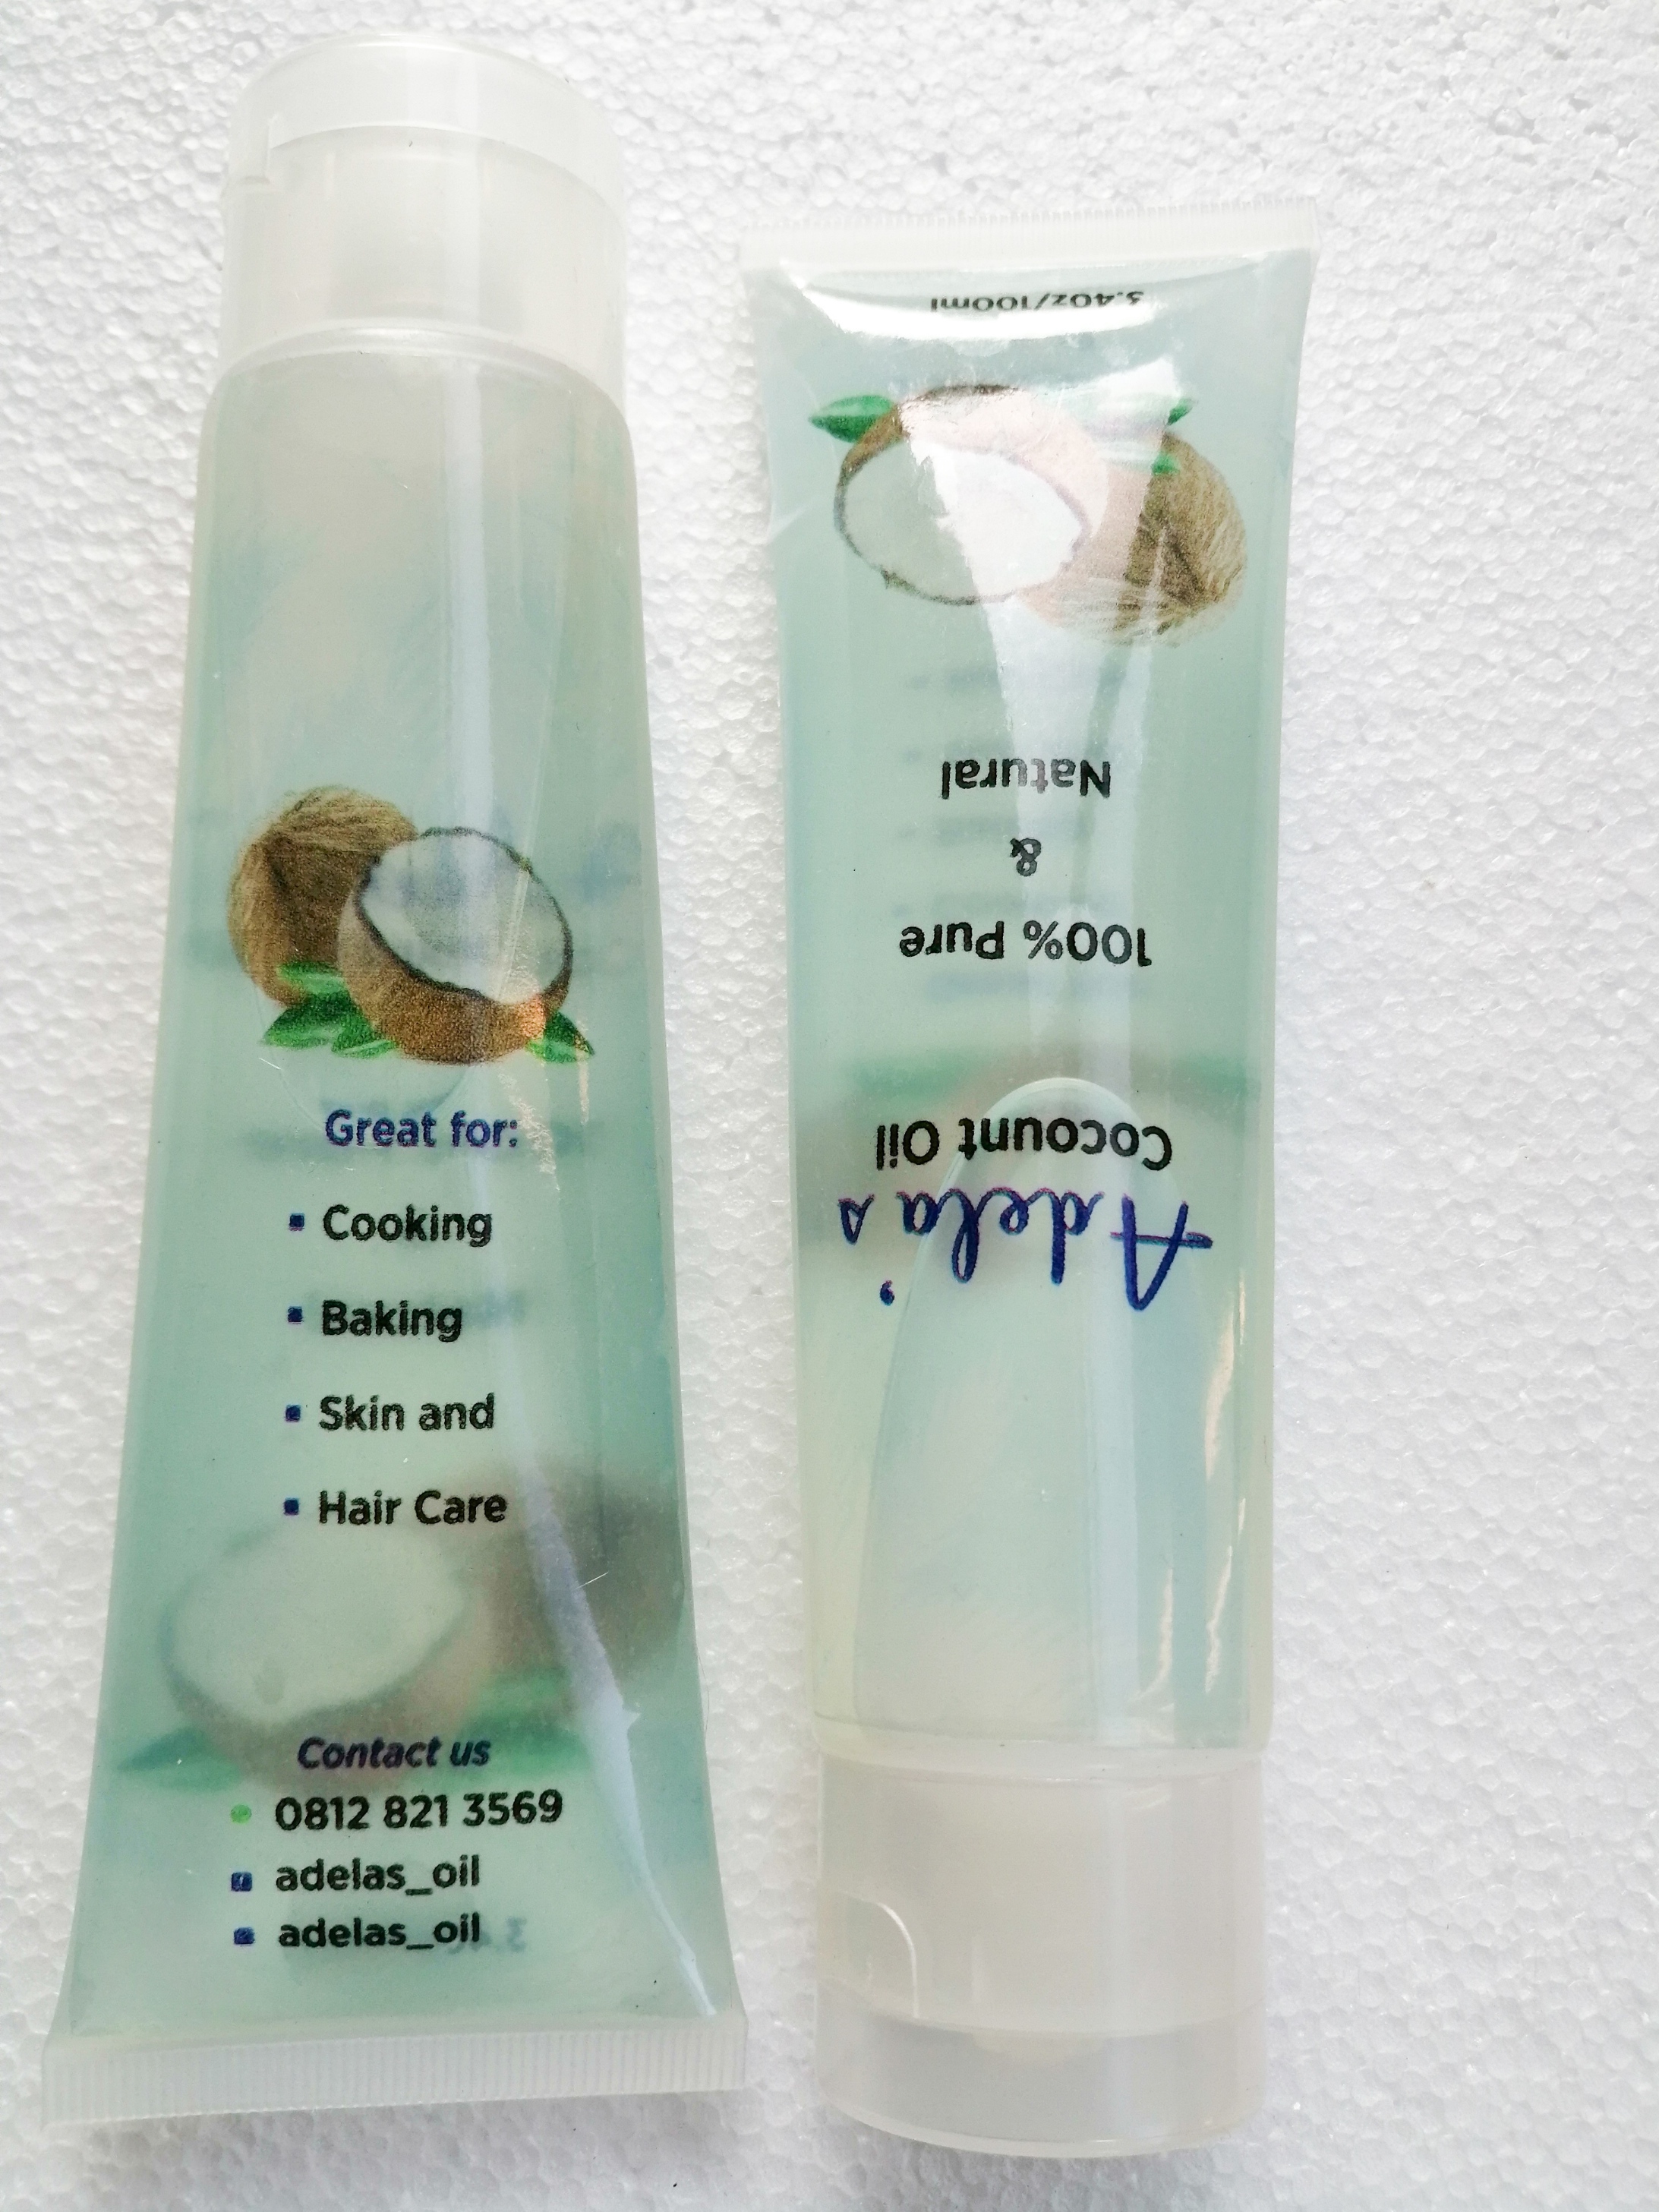 Great for:
▪ Cooking
▪ Baking
▪ Skin and
▪ Hair Care
Contact us
0812 821 3569
adelas_oil
adelas_oil
Adela's
Cocount Oil
100% Pure
&
Natural
3.4oz/100ml